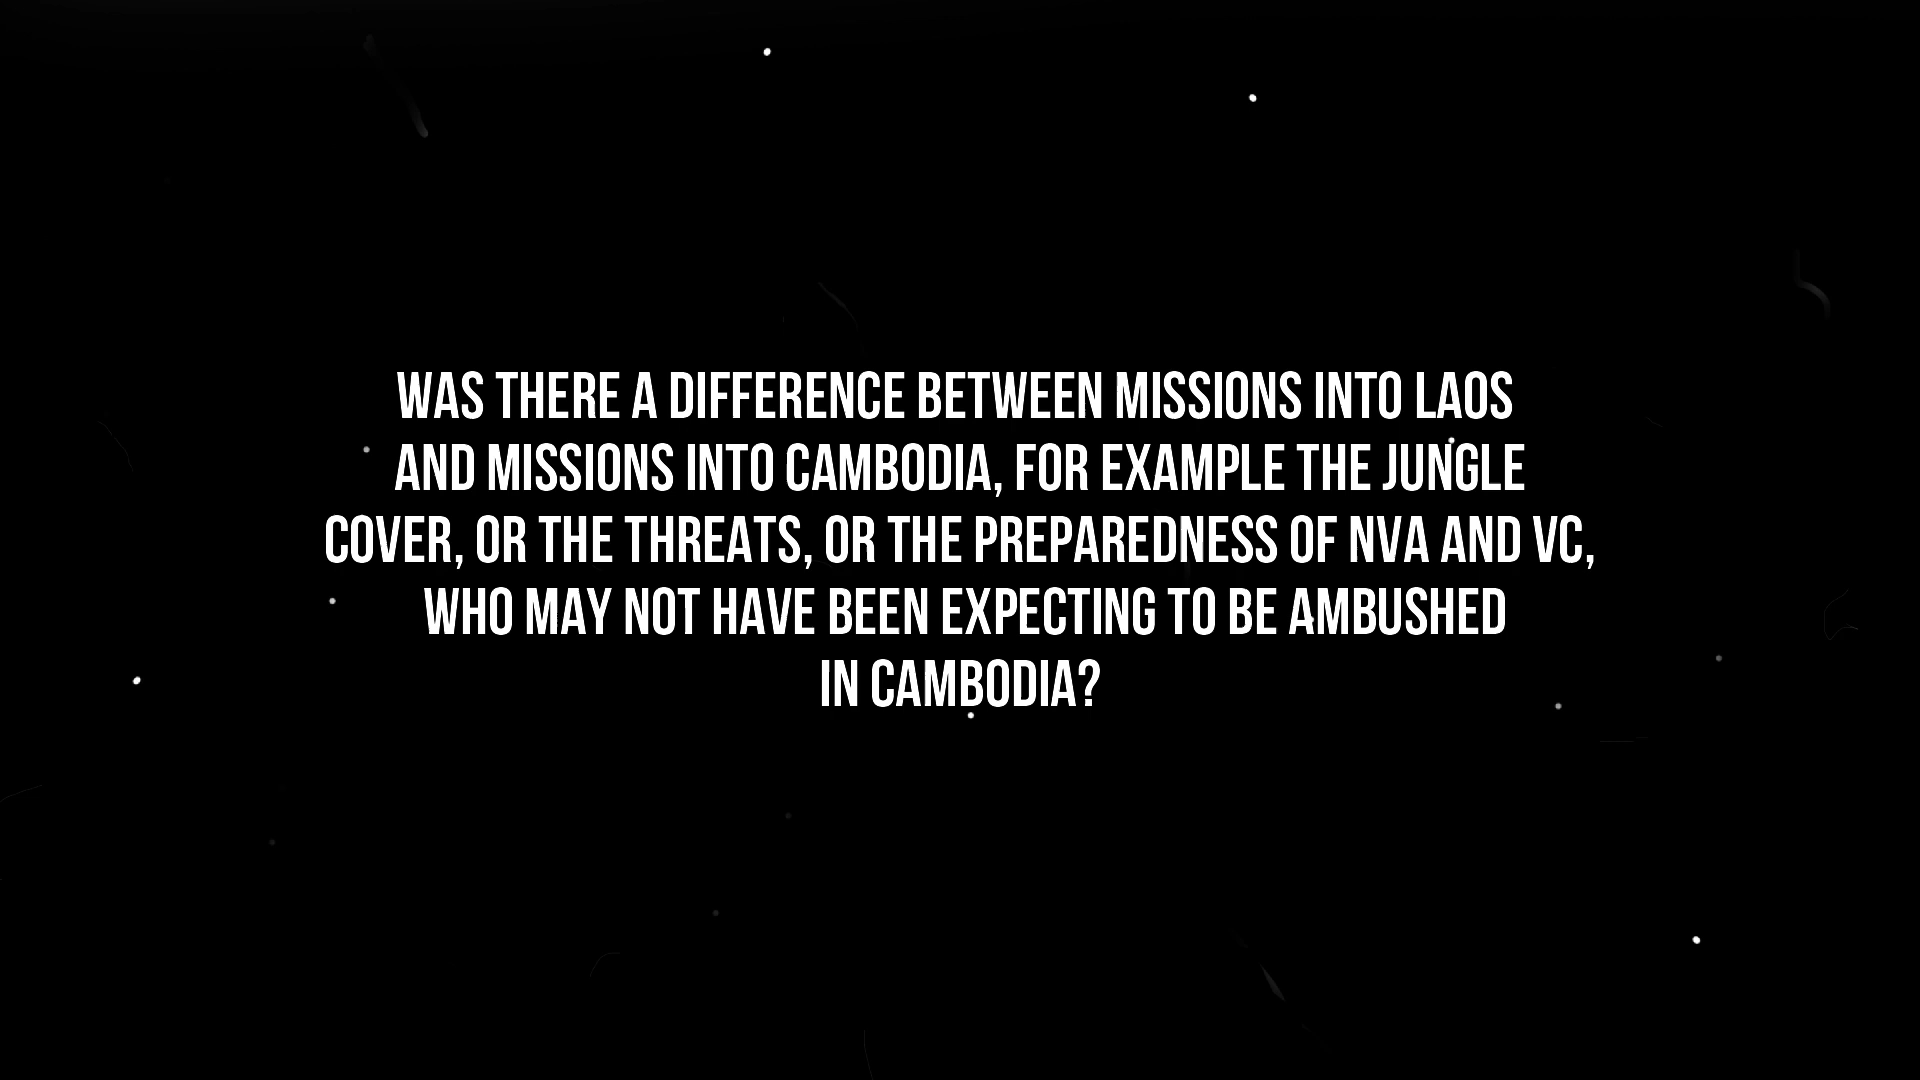 WAS THERE A DIFFERENCE BETWEEN MISSIONS INTO LAOS
AND MISSIONS INTO CAMBODIA, FOR EXAMPLE THE JUNGLE
COVER, OR THE THREATS, OR THE PREPAREDNESS OF NVA AND VC,
WHO MAY NOT HAVE BEEN EXPECTING TO BE AMBUSHED
IN CAMBODIA?